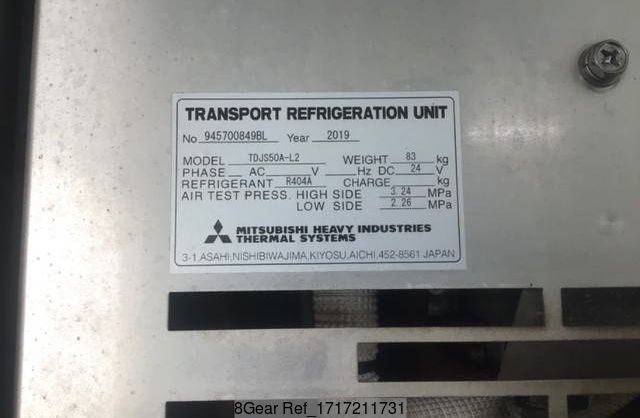 TRANSPORT REFRIGERATION UNIT
No 945700849BL Year 2019
MODEL TDJS50A-L2 WEIGHT 83 kg
PHASE AC V Hz DC 24 V
REFRIGERANT R404A CHARGE kg
AIR TEST PRESS. HIGH SIDE 3.24 MPa
LOW SIDE 2.26 MPa
MITSUBISHI HEAVY INDUSTRIES
THERMAL SYSTEMS
3-1,ASAHI,NISHIBIWAJIMA,KIYOSU,AICHI,452-8561 JAPAN
8Gear Ref_1717211731